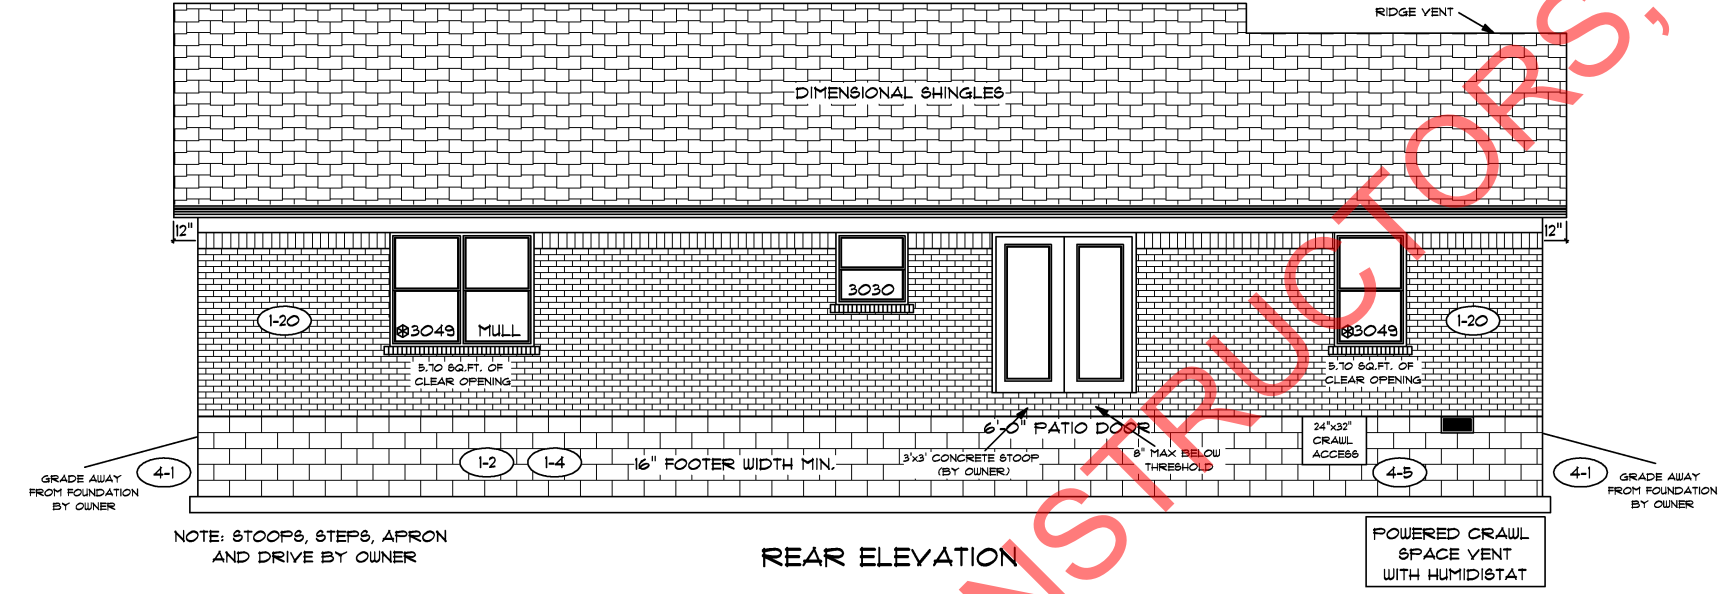 RIDGE VENT
DIMENSIONAL SHINGLES
12"
12"
3030
1-20
3049 MULL
3049
1-20
5.70 SQ.FT. OF
CLEAR OPENING
5.70 SQ.FT. OF
CLEAR OPENING
6'-0" PATIO DOOR
24"x32"
CRAWL
ACCESS
3'x3' CONCRETE STOOP
(BY OWNER)
8" MAX BELOW
THRESHOLD
1-2
1-4
16" FOOTER WIDTH MIN.
4-1
4-5
4-1
GRADE AWAY
FROM FOUNDATION
BY OWNER
GRADE AWAY
FROM FOUNDATION
BY OWNER
NOTE: STOOPS, STEPS, APRON
AND DRIVE BY OWNER
REAR ELEVATION
POWERED CRAWL
SPACE VENT
WITH HUMIDISTAT
NSTRUCTORS,